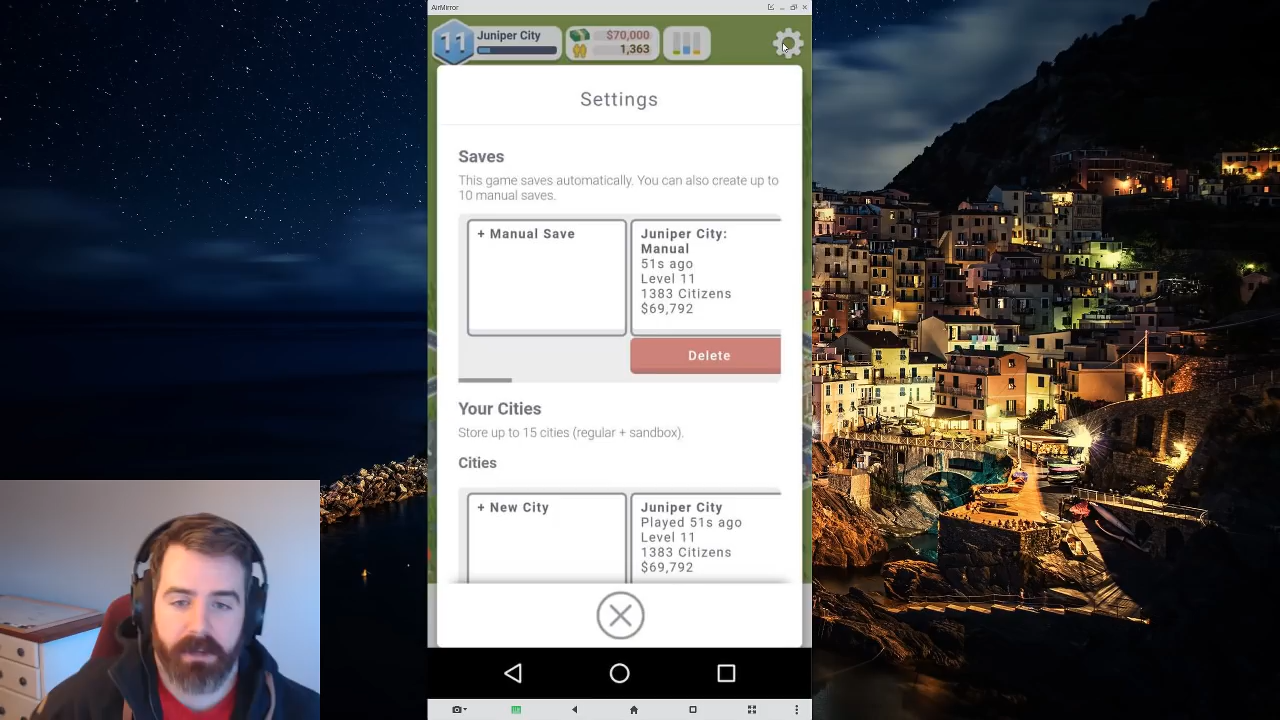 AirMirror
11
Juniper City
$70,000
1,363
Settings
Saves
This game saves automatically. You can also create up to
10 manual saves.
+ Manual Save
Juniper City:
Manual
51s ago
Level 11
1383 Citizens
$69,792
Delete
Your Cities
Store up to 15 cities (regular + sandbox).
Cities
+ New City
Juniper City
Played 51s ago
Level 11
1383 Citizens
$69,792